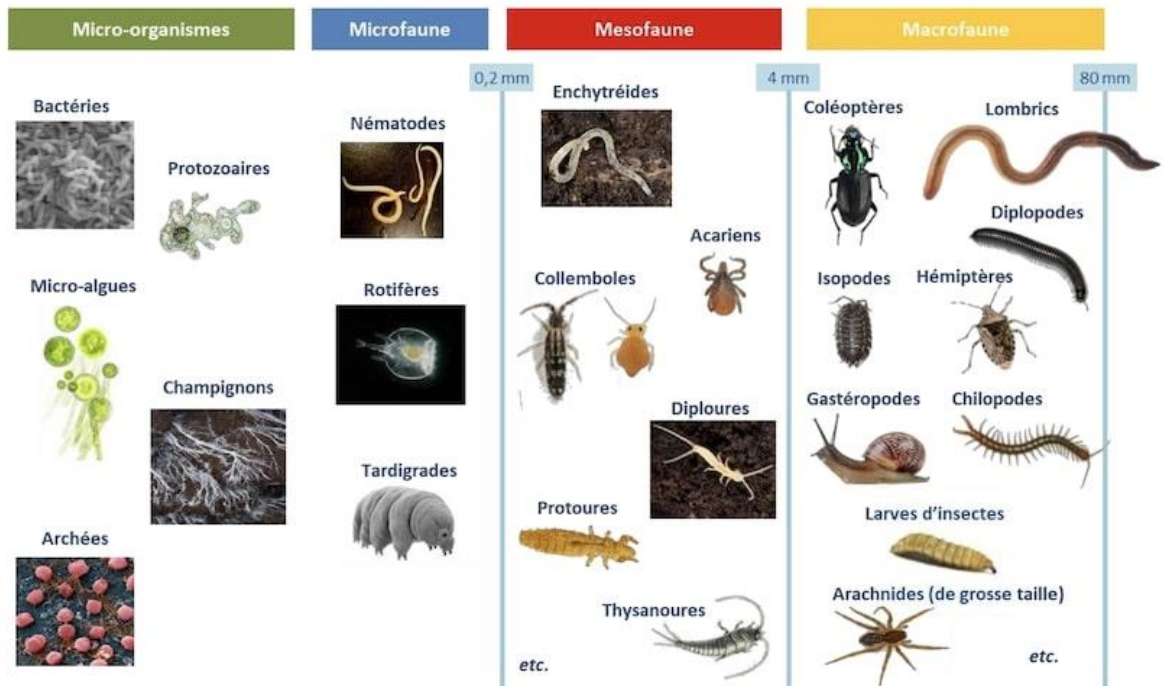 Micro-organismes
Microfaune
Mesofaune
Macrofaune
0,2 mm
4 mm
80 mm
Bactéries
Protozoaires
Micro-algues
Champignons
Archées
Nématodes
Rotifères
Tardigrades
Enchytréides
Acariens
Collemboles
Diploures
Protoures
Thysanoures
etc.
Coléoptères
Lombrics
Diplopodes
Isopodes
Hémiptères
Gastéropodes
Chilopodes
Larves d'insectes
Arachnides (de grosse taille)
etc.